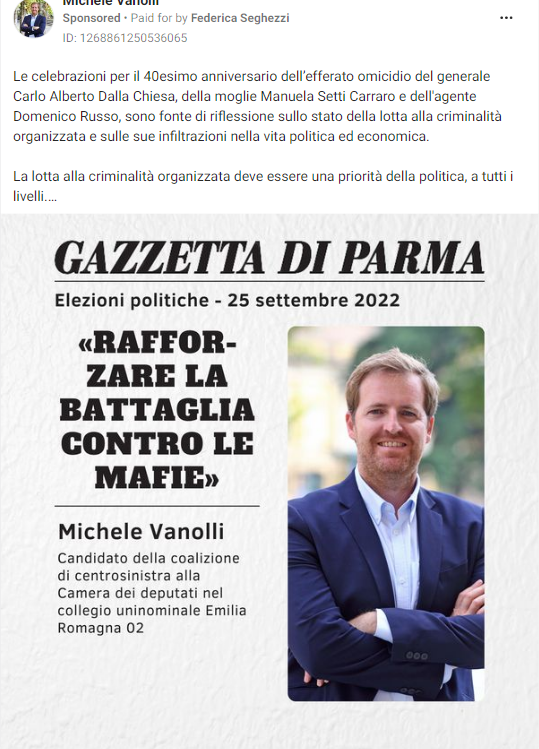 Michele Vanolli
Sponsored • Paid for by Federica Seghezzi
ID: 1268861250536065
Le celebrazioni per il 40esimo anniversario dell'efferato omicidio del generale
Carlo Alberto Dalla Chiesa, della moglie Manuela Setti Carraro e dell'agente
Domenico Russo, sono fonte di riflessione sullo stato della lotta alla criminalità
organizzata e sulle sue infiltrazioni nella vita politica ed economica.
La lotta alla criminalità organizzata deve essere una priorità della politica, a tutti i
livelli.…
GAZZETTA DI PARMA
Elezioni politiche - 25 settembre 2022
«RAFFOR-
ZARE LA
BATTAGLIA
CONTRO LE
MAFIE»
Michele Vanolli
Candidato della coalizione
di centrosinistra alla
Camera dei deputati nel
collegio uninominale Emilia
Romagna 02